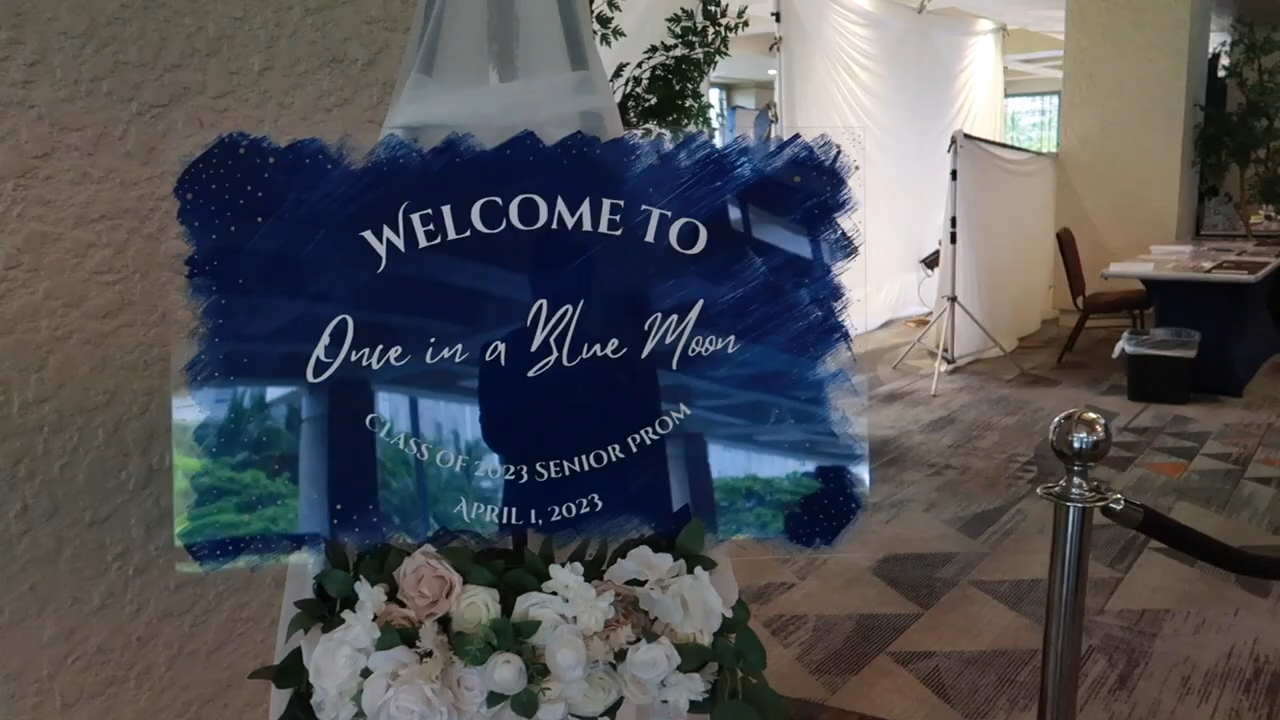 WELCOME TO
Once in a Blue Moon
CLASS OF 2023 SENIOR PROM
APRIL 1, 2023